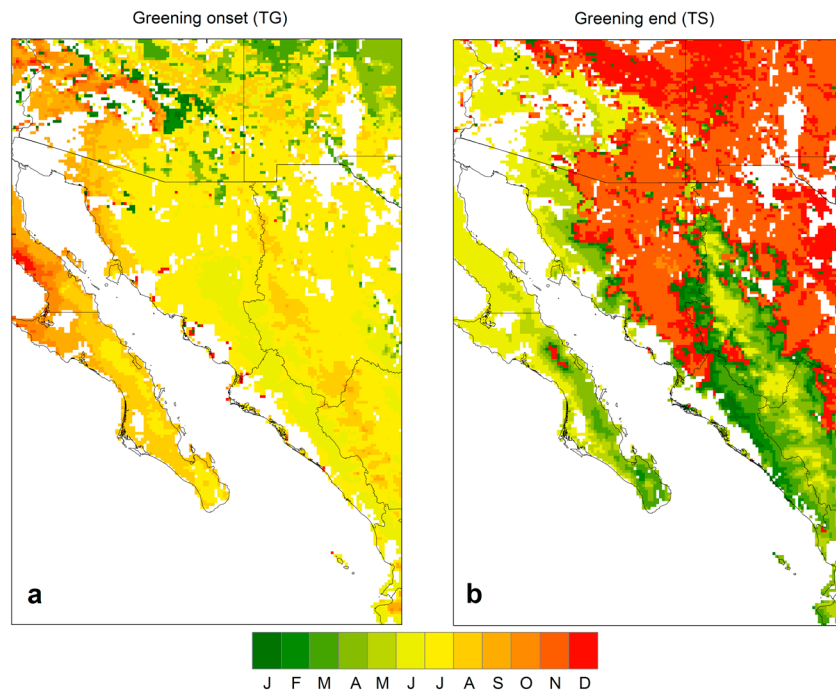 Greening onset (TG)
Greening end (TS)
a
b
J F M A M J J A S O N D